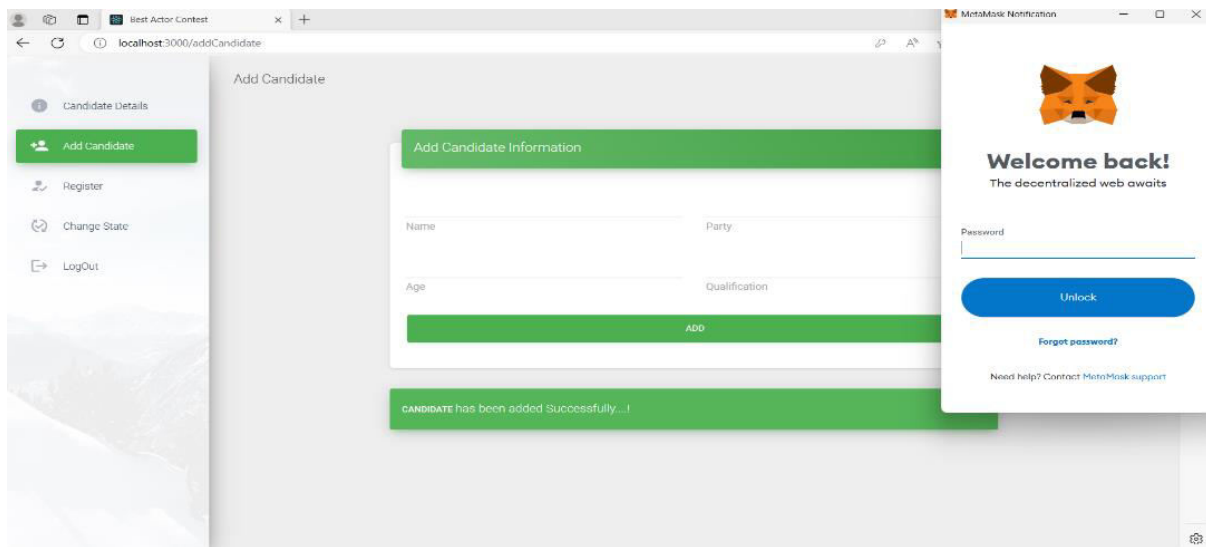 Best Actor Contest
MetaMask Notification
localhost:3000/addCandidate
Add Candidate
Candidate Details
Add Candidate
Register
Change State
LogOut
Add Candidate Information
Name
Party
Age
Qualification
ADD
CANDIDATE has been added Successfully....!
Welcome back!
The decentralized web awaits
Password
Unlock
Forgot password?
Need help? Contact MetaMask support